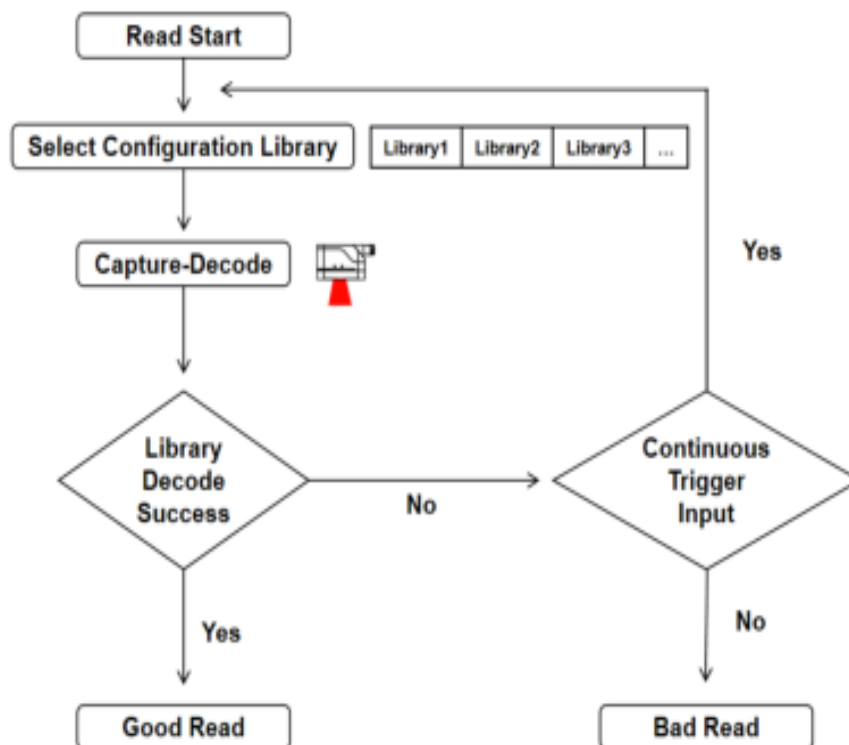 Read Start
Select Configuration Library
Library1 Library2 Library3 ...
Capture-Decode
Yes
Library
Decode
Success
No
Continuous
Trigger
Input
Yes
No
Good Read
Bad Read